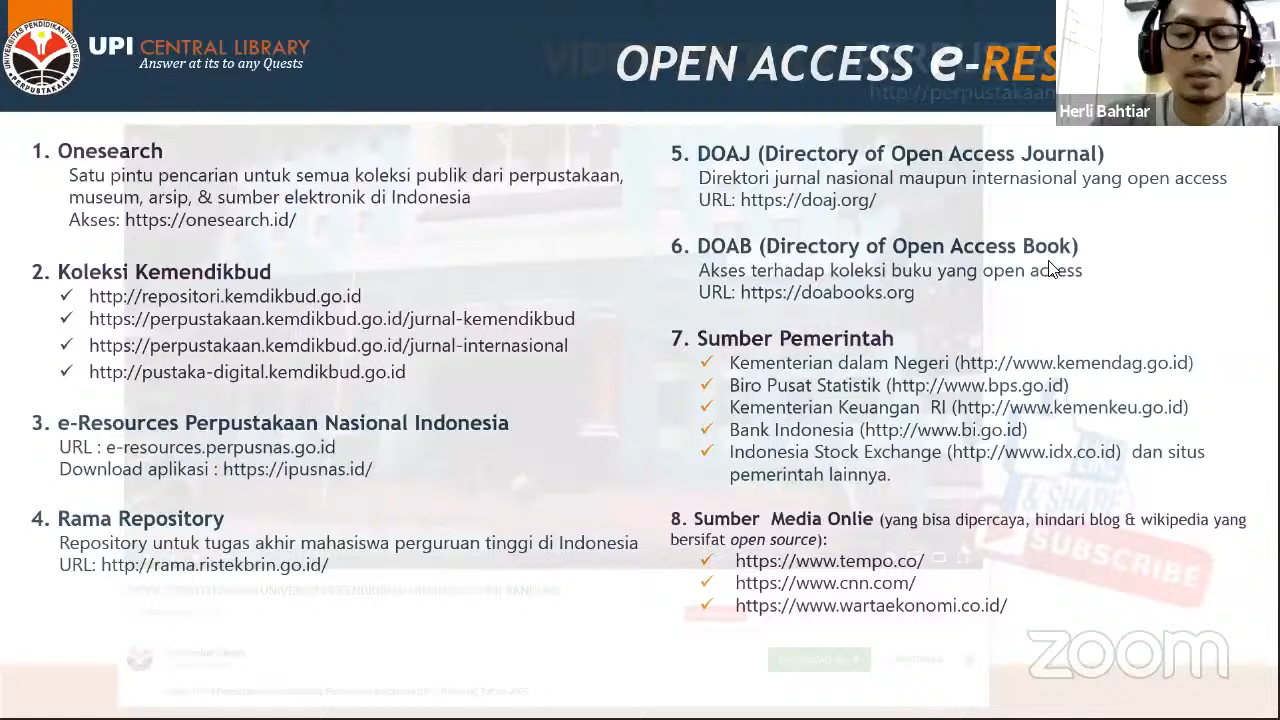 UPI CENTRAL LIBRARY
Answer at its to any Quests
OPEN ACCESS e-RES
http://perpustakaan
Herli Bahtiar
1. Onesearch
Satu pintu pencarian untuk semua koleksi publik dari perpustakaan,
museum, arsip, & sumber elektronik di Indonesia
Akses: https://onesearch.id/
2. Koleksi Kemendikbud
✓ http://repositori.kemdikbud.go.id
✓ https://perpustakaan.kemdikbud.go.id/jurnal-kemendikbud
✓ https://perpustakaan.kemdikbud.go.id/jurnal-internasional
✓ http://pustaka-digital.kemdikbud.go.id
3. e-Resources Perpustakaan Nasional Indonesia
URL : e-resources.perpusnas.go.id
Download aplikasi : https://ipusnas.id/
4. Rama Repository
Repository untuk tugas akhir mahasiswa perguruan tinggi di Indonesia
URL: http://rama.ristekbrin.go.id/
5. DOAJ (Directory of Open Access Journal)
Direktori jurnal nasional maupun internasional yang open access
URL: https://doaj.org/
6. DOAB (Directory of Open Access Book)
Akses terhadap koleksi buku yang open access
URL: https://doabooks.org
7. Sumber Pemerintah
✓ Kementerian dalam Negeri (http://www.kemendag.go.id)
✓ Biro Pusat Statistik (http://www.bps.go.id)
✓ Kementerian Keuangan RI (http://www.kemenkeu.go.id)
✓ Bank Indonesia (http://www.bi.go.id)
✓ Indonesia Stock Exchange (http://www.idx.co.id) dan situs
pemerintah lainnya.
8. Sumber Media Onlie (yang bisa dipercaya, hindari blog & wikipedia yang
bersifat open source):
✓ https://www.tempo.co/
✓ https://www.cnn.com/
✓ https://www.wartaekonomi.co.id/
LIKE
& SHARE
SUBSCRIBE
zoom